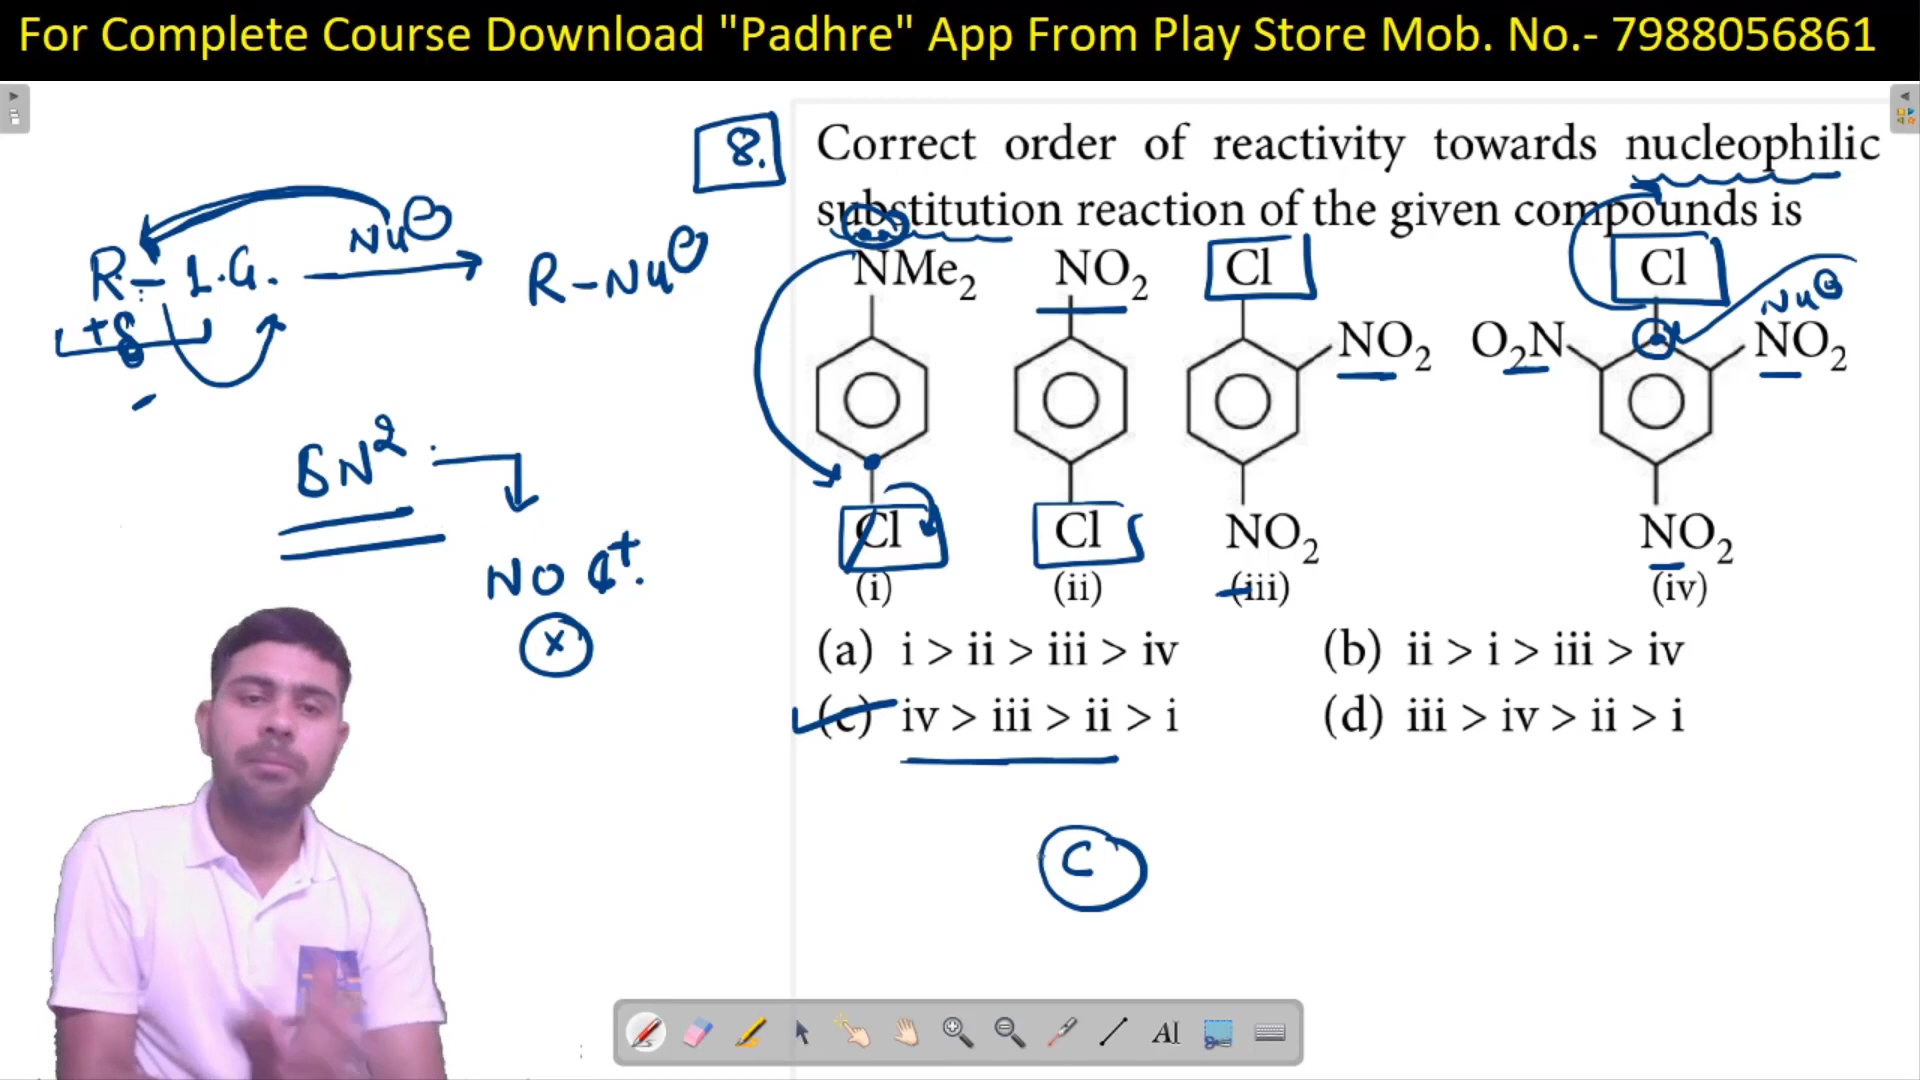 For Complete Course Download "Padhre" App From Play Store Mob. No.- 7988056861
8.
Correct order of reactivity towards nucleophilic
substitution reaction of the given compounds is
R-L.G. Nu⊖ R-Nu⊖
+δ
SN²
NO C⁺.
x
NMe₂
Cl
(i)
NO₂
Cl
(ii)
Cl
NO₂
NO₂
(iii)
Cl
Nu⊖
O₂N
NO₂
NO₂
(iv)
(a) i > ii > iii > iv
(b) ii > i > iii > iv
(c) iv > iii > ii > i
(d) iii > iv > ii > i
C
AI